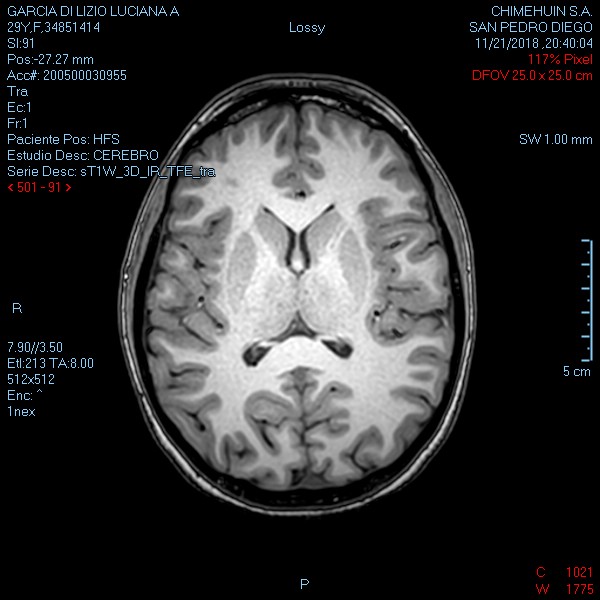 GARCIA DI LIZIO LUCIANA A
29Y,F,34851414
Sl:91
Pos:-27.27 mm
Acc#: 200500030955
Tra
Ec:1
Fr:1
Paciente Pos: HFS
Estudio Desc: CEREBRO
Serie Desc: sT1W_3D_IR_TFE_tra
< 501 - 91 >
Lossy
CHIMEHUIN S.A.
SAN PEDRO DIEGO
11/21/2018 ,20:40:04
117% Pixel
DFOV 25.0 x 25.0 cm
SW 1.00 mm
R
7.90//3.50
Etl:213 TA:8.00
512x512
Enc: ^
1nex
5 cm
P
C 1021
W 1775